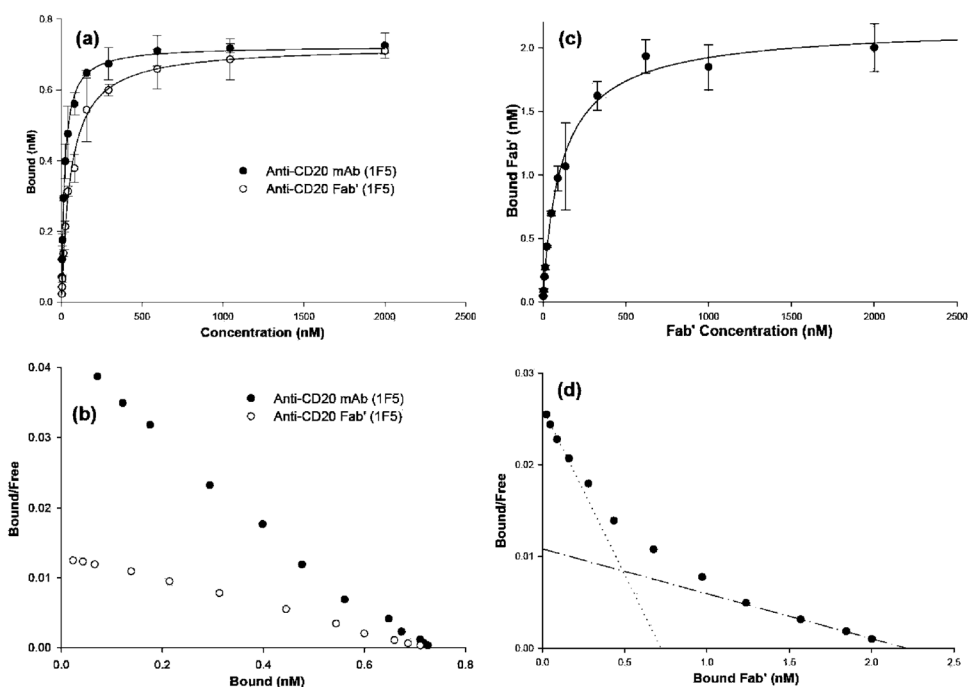 (a)
0.8
0.6
0.4
0.2
0.0
Bound (nM)
Anti-CD20 mAb (1F5)
Anti-CD20 Fab' (1F5)
0 500 1000 1500 2000 2500
Concentration (nM)
(c)
2.0
1.5
1.0
0.5
0.0
Bound Fab' (nM)
0 500 1000 1500 2000 2500
Fab' Concentration (nM)
(b)
0.04
0.03
0.02
0.01
0.00
Bound/Free
Anti-CD20 mAb (1F5)
Anti-CD20 Fab' (1F5)
0.0 0.2 0.4 0.6 0.8
Bound (nM)
(d)
0.03
0.02
0.01
0.00
Bound/Free
0.0 0.5 1.0 1.5 2.0 2.5
Bound Fab' (nM)